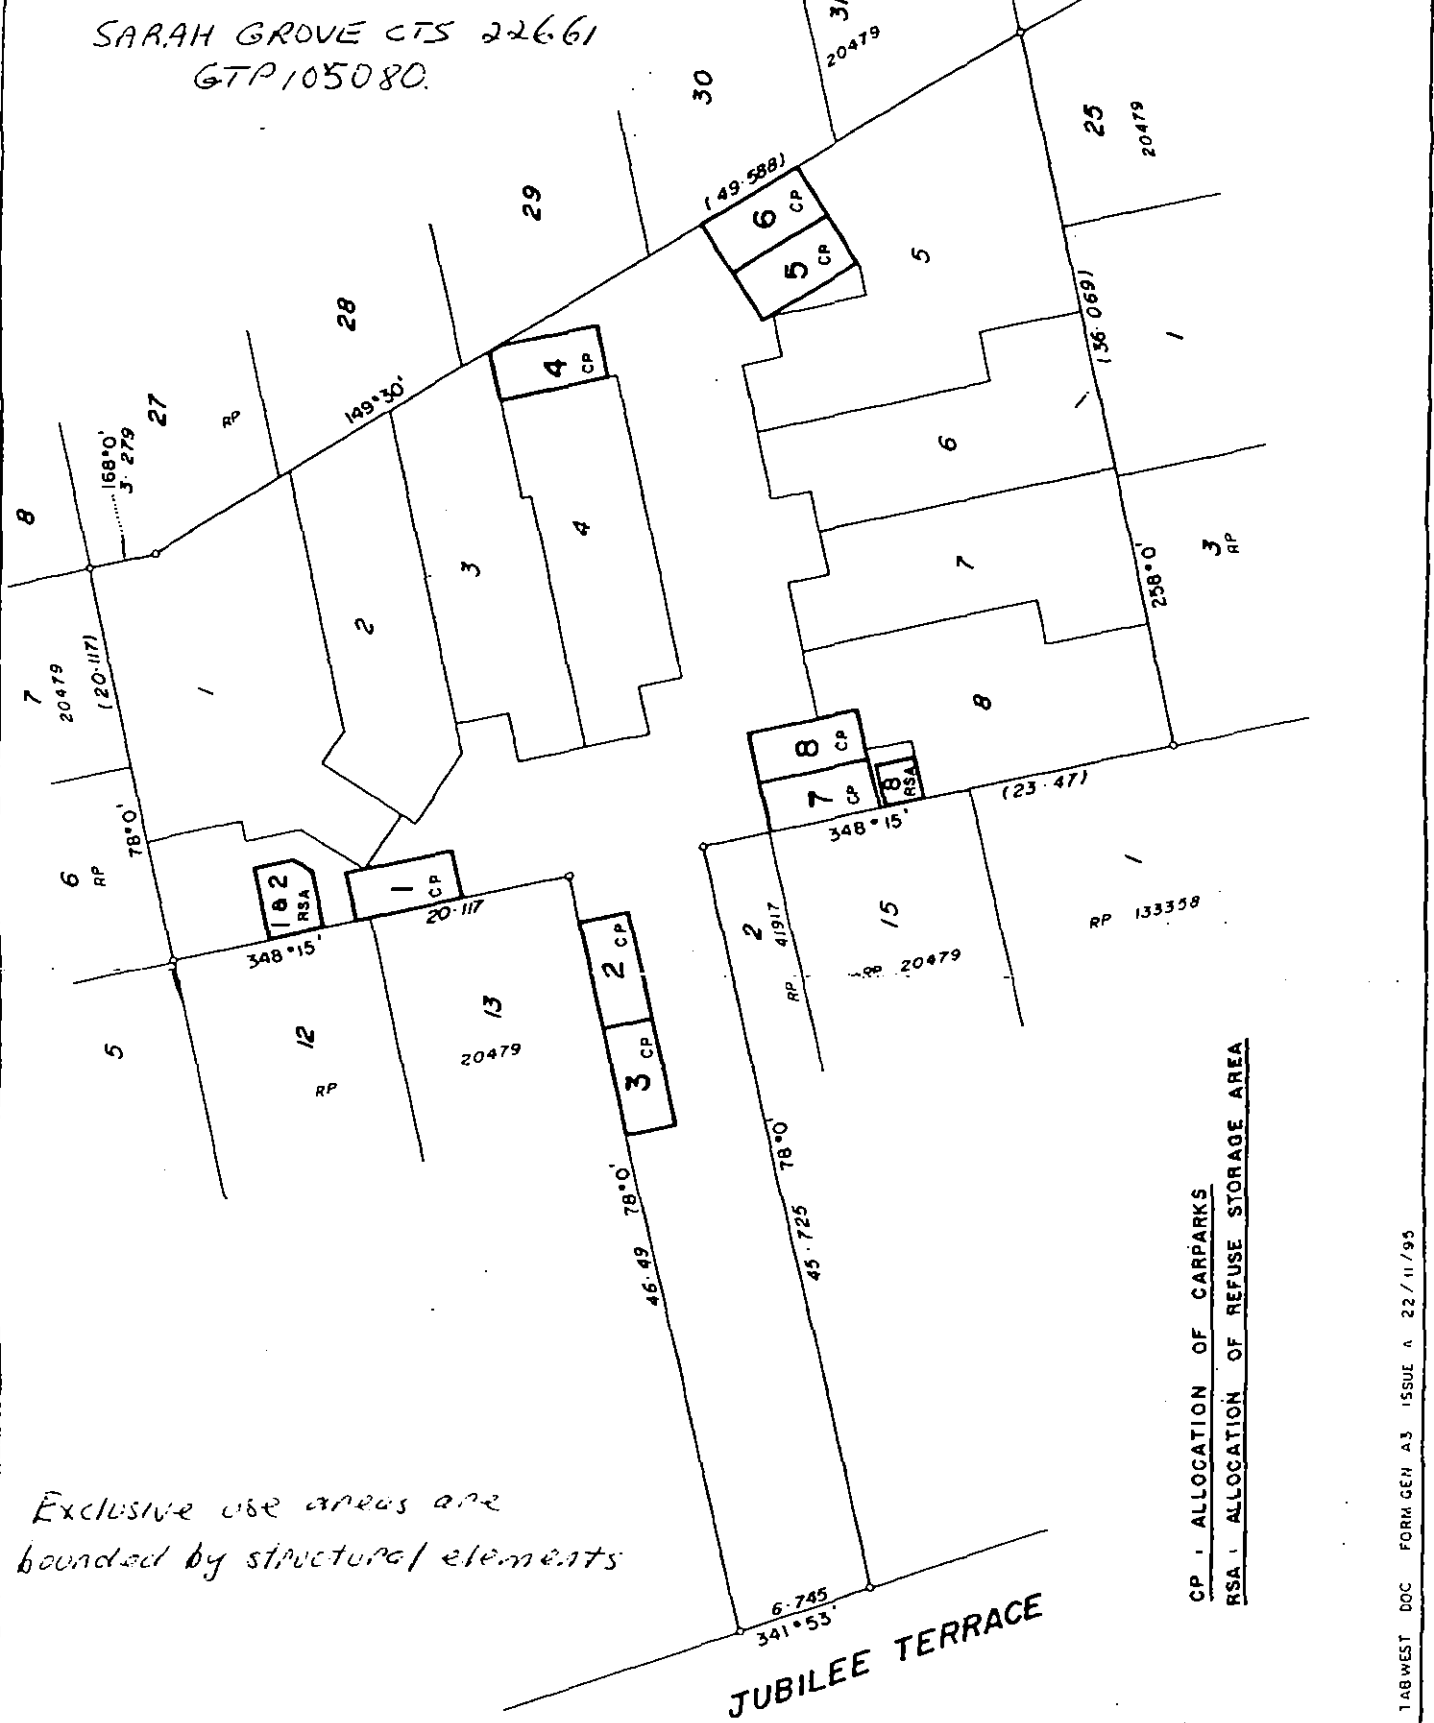 SARAH GROVE CTS 22661
GTP 105080.
31
20479
30
25
20479
29
(49·588)
6 CP
5 CP
5
28
4 CP
(36·069)
1
27
RP
149°30'
168°0'
3·279
8
6
4
3
2
7
258°0'
3
RP
7
20479
(20·117)
1
8
8 CP
7 CP
8
RSA
(23·47)
348°15'
78°0'
6
RP
1 & 2
RSA
1 CP
20·117
348°15'
2 CP
3 CP
2
41917
RP
15
RP 20479
1
RP 133358
5
12
RP
13
20479
78°0'
46·49
78°0'
45·725
CP : ALLOCATION OF CARPARKS
RSA : ALLOCATION OF REFUSE STORAGE AREA
Exclusive use areas are
bounded by structural elements
6·745
341°53'
JUBILEE TERRACE
TABWEST DOC FORM GEN A3 ISSUE A 22/11/95